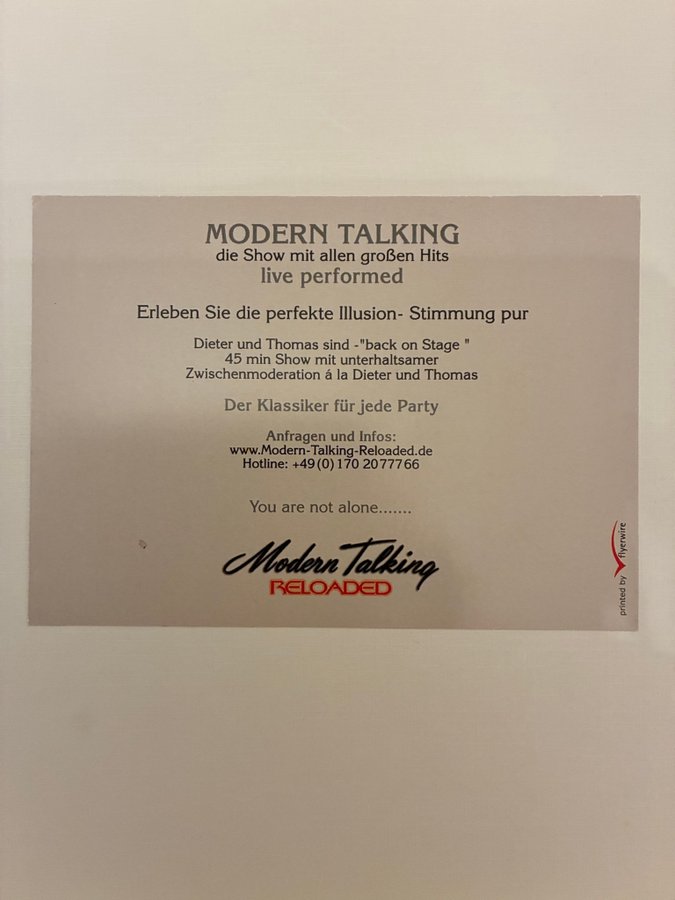 MODERN TALKING
die Show mit allen großen Hits
live performed
Erleben Sie die perfekte Illusion- Stimmung pur
Dieter und Thomas sind -"back on Stage "
45 min Show mit unterhaltsamer
Zwischenmoderation á la Dieter und Thomas
Der Klassiker für jede Party
Anfragen und Infos:
www.Modern-Talking-Reloaded.de
Hotline: +49(0)170 2077766
You are not alone.......
Modern Talking
RELOADED
printed by flyerwire